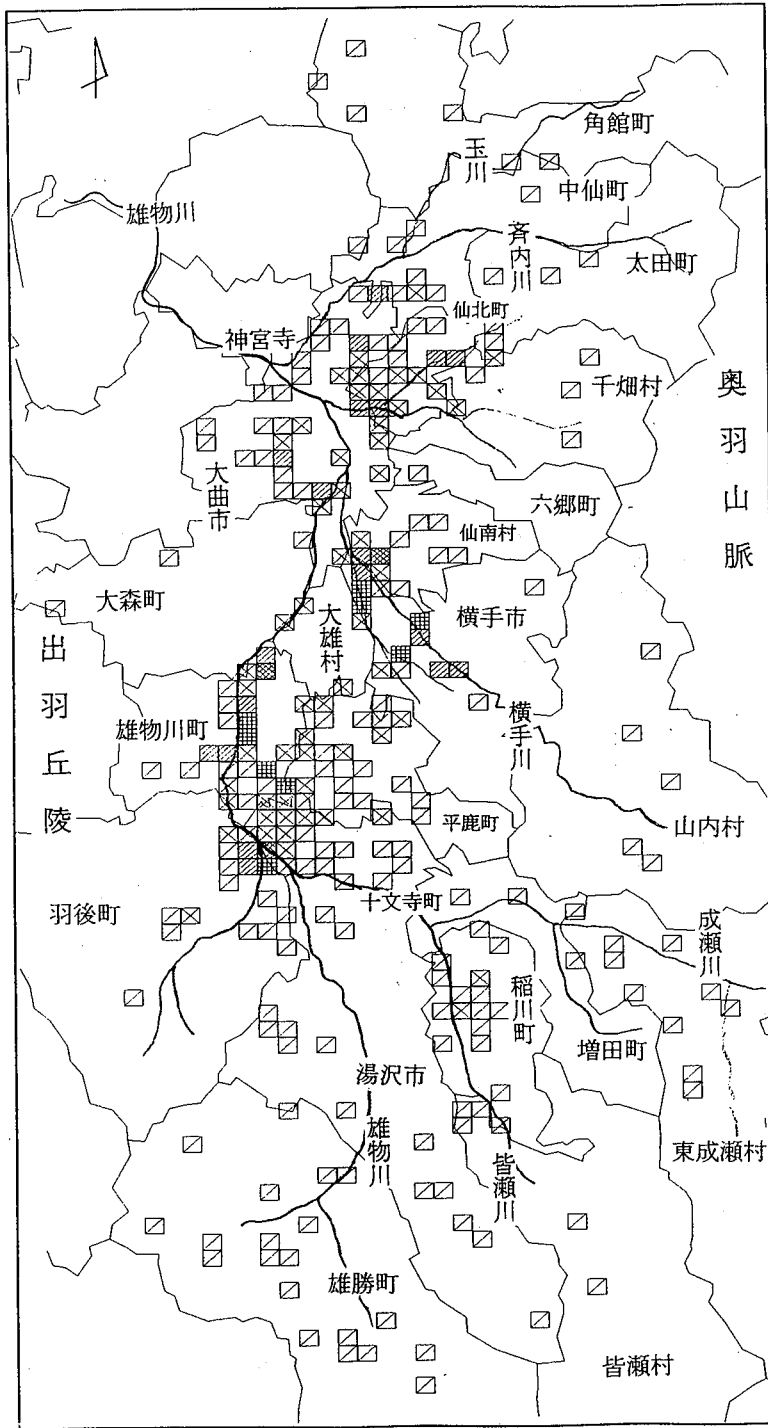 角館町
玉川
中仙町
雄物川
斉内川
太田町
仙北町
神宮寺
千畑村
奥羽山脈
大曲市
六郷町
仙南村
大森町
大雄村
横手市
出羽丘陵
雄物川町
横手川
平鹿町
山内村
羽後町
十文寺町
成瀬川
稲川町
増田町
湯沢市
雄物川
東成瀬村
皆瀬川
雄勝町
皆瀬村